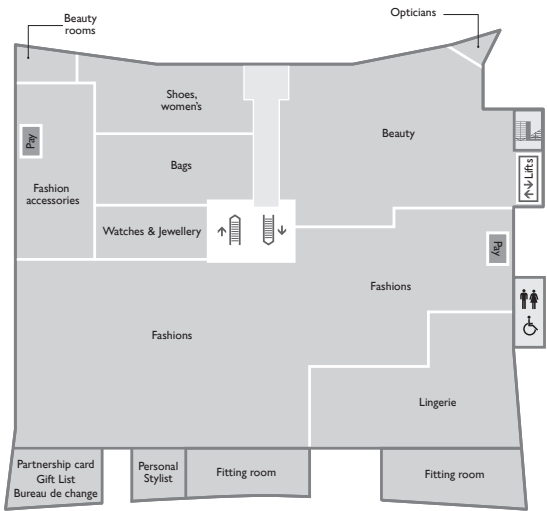 Beauty
rooms
Opticians
Shoes,
women's
Beauty
Pay
Bags
Lifts
Fashion
accessories
Watches & Jewellery
Pay
Fashions
Fashions
Lingerie
Partnership card
Gift List
Bureau de change
Personal
Stylist
Fitting room
Fitting room